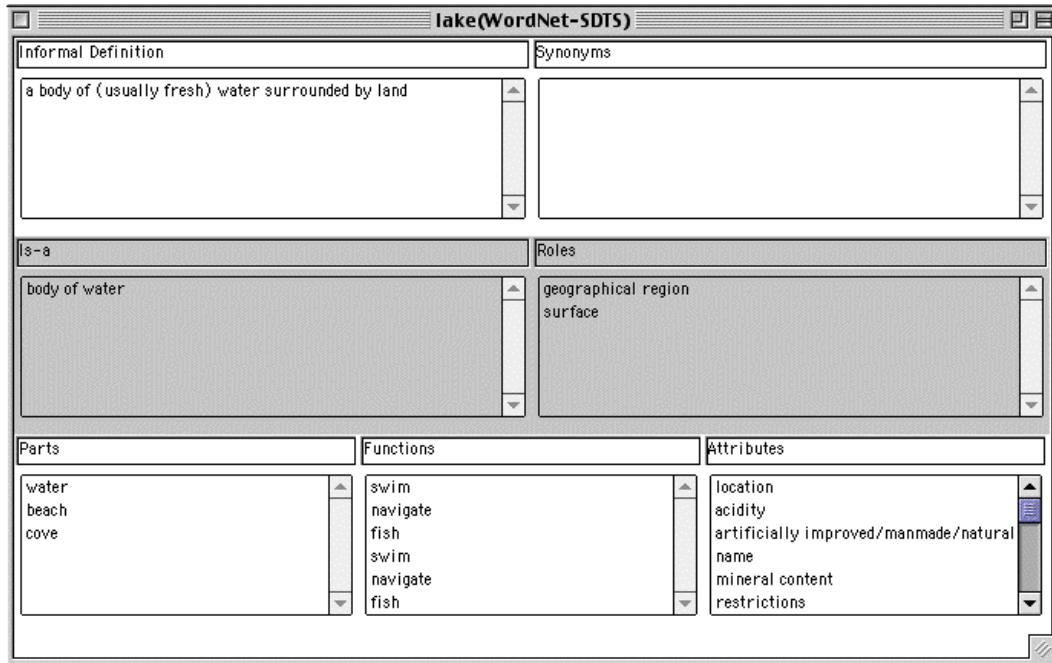 lake(WordNet-SDTS)
Informal Definition
Synonyms
a body of (usually fresh) water surrounded by land
Is-a
Roles
body of water
geographical region
surface
Parts
Functions
Attributes
water
beach
cove
swim
navigate
fish
swim
navigate
fish
location
acidity
artificially improved/manmade/natural
name
mineral content
restrictions